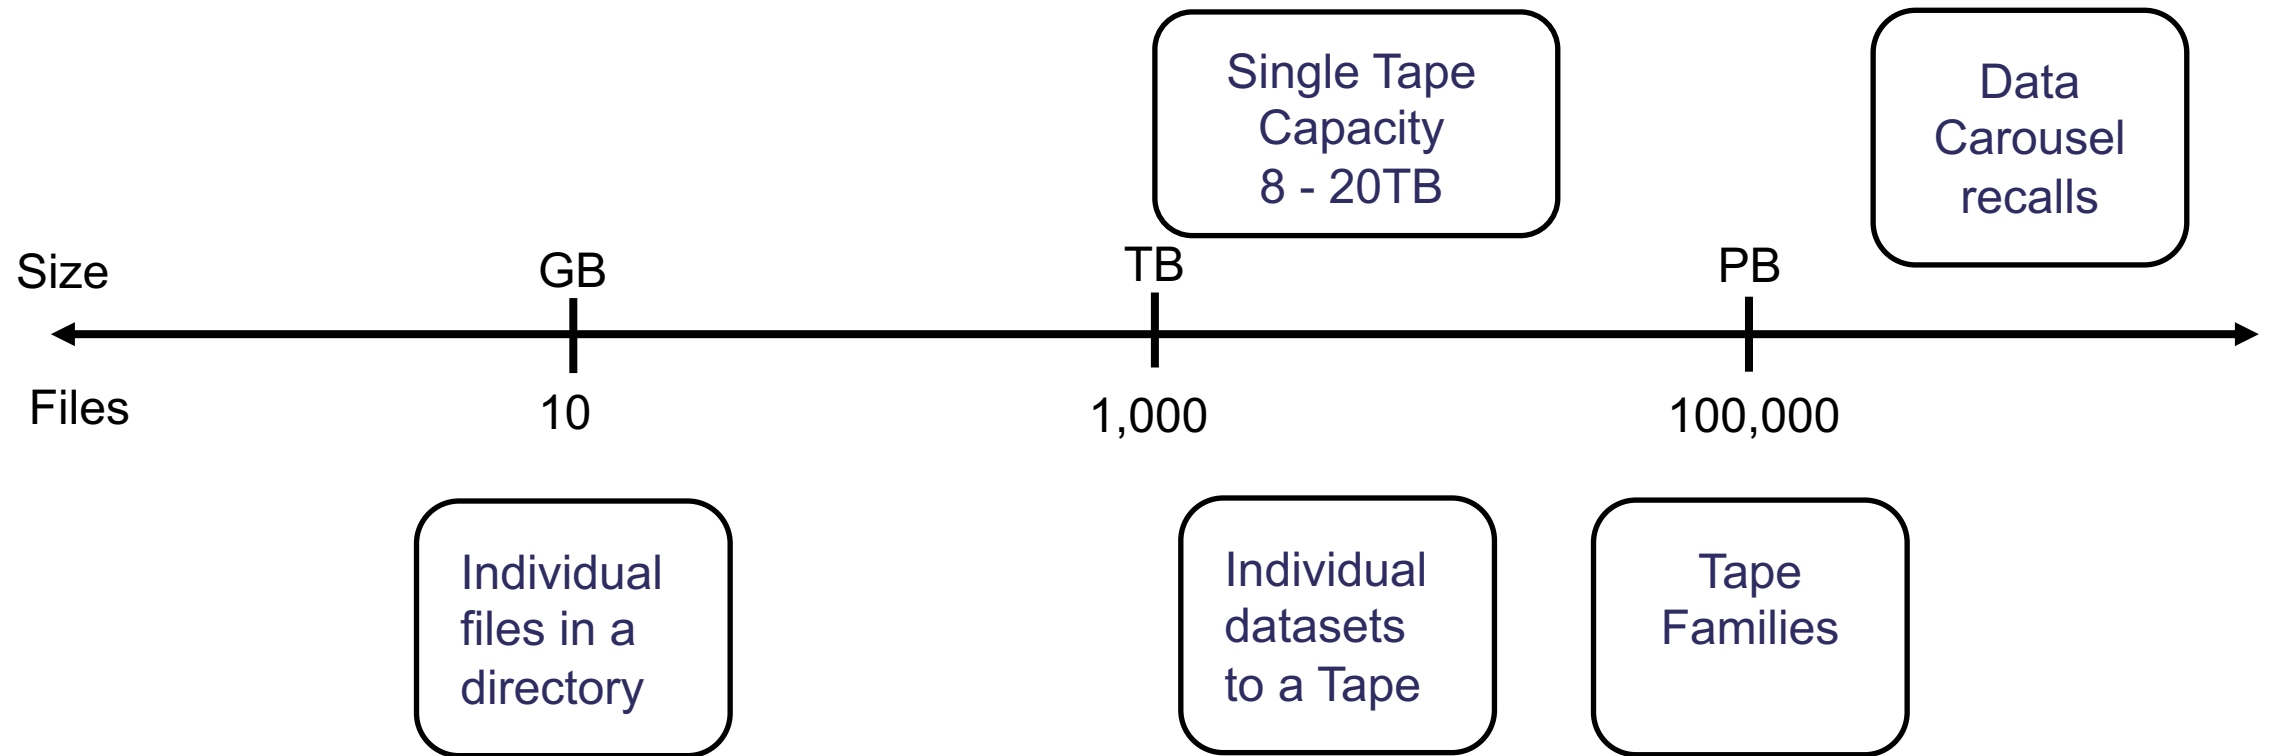 Single Tape
Capacity
8 - 20TB
Data
Carousel
recalls
Size
GB
TB
PB
Files
10
1,000
100,000
Individual
files in a
directory
Individual
datasets
to a Tape
Tape
Families